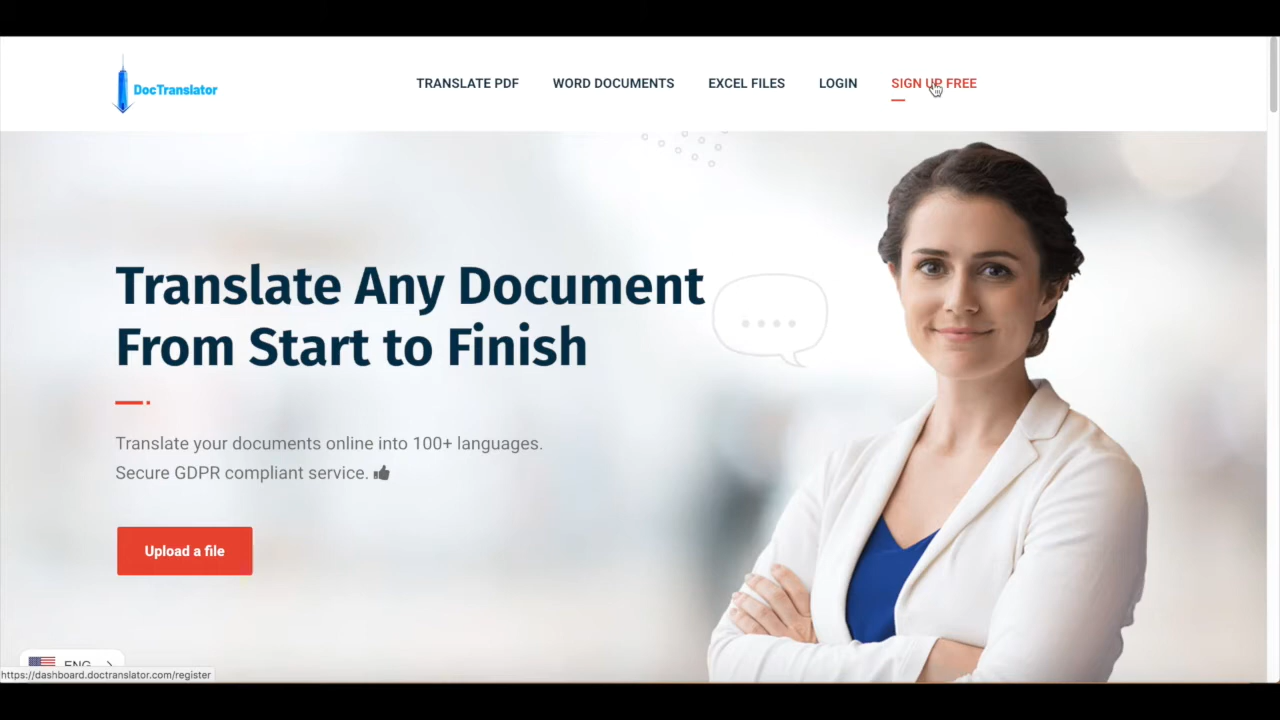 DocTranslator
TRANSLATE PDF
WORD DOCUMENTS
EXCEL FILES
LOGIN
SIGN UP FREE
Translate Any Document
From Start to Finish
Translate your documents online into 100+ languages.
Secure GDPR compliant service.
Upload a file
ENG
https://dashboard.doctranslator.com/register